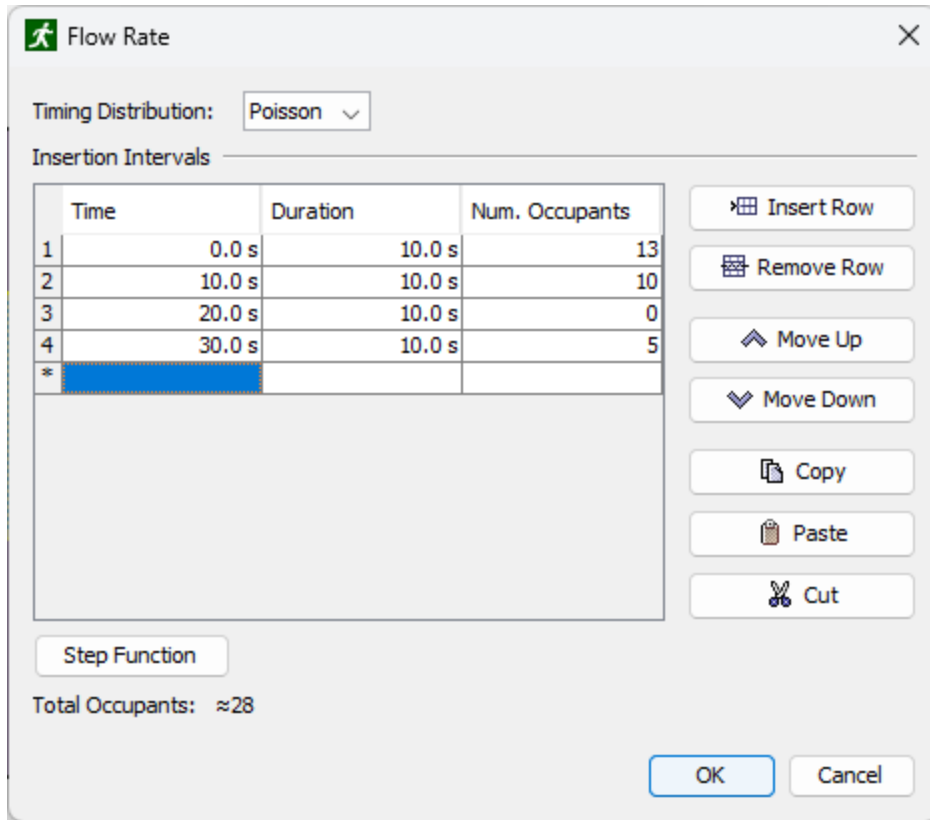 Flow Rate
Timing Distribution: Poisson
Insertion Intervals
Time Duration Num. Occupants
1 0.0 s 10.0 s 13
2 10.0 s 10.0 s 10
3 20.0 s 10.0 s 0
4 30.0 s 10.0 s 5
*
Insert Row
Remove Row
Move Up
Move Down
Copy
Paste
Cut
Step Function
Total Occupants: ≈28
OK Cancel